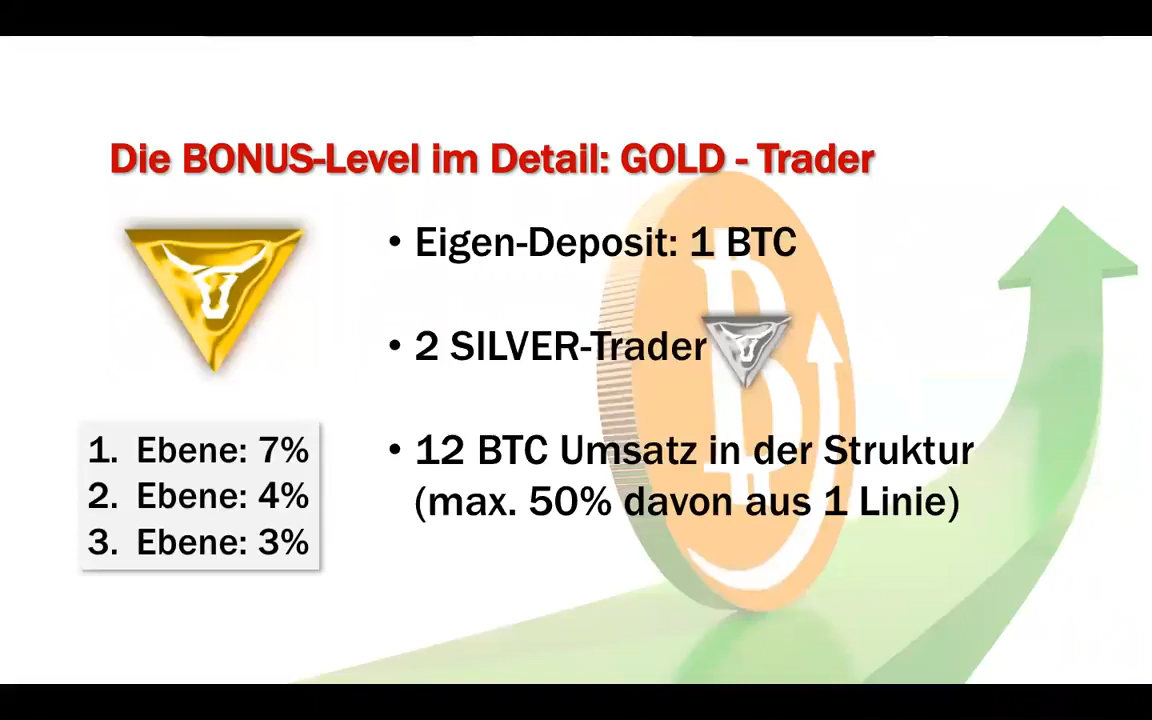 Die BONUS-Level im Detail: GOLD - Trader
• Eigen-Deposit: 1 BTC
• 2 SILVER-Trader
• 12 BTC Umsatz in der Struktur
(max. 50% davon aus 1 Linie)
1. Ebene: 7%
2. Ebene: 4%
3. Ebene: 3%